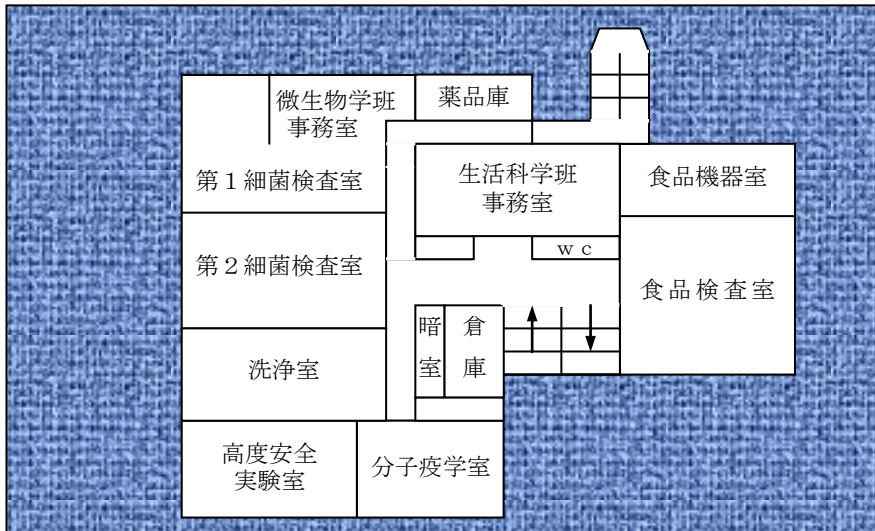 微生物学班
事務室
薬品庫
第１細菌検査室
生活科学班
事務室
食品機器室
第２細菌検査室
ｗｃ
食品検査室
暗室
倉庫
洗浄室
高度安全
実験室
分子疫学室